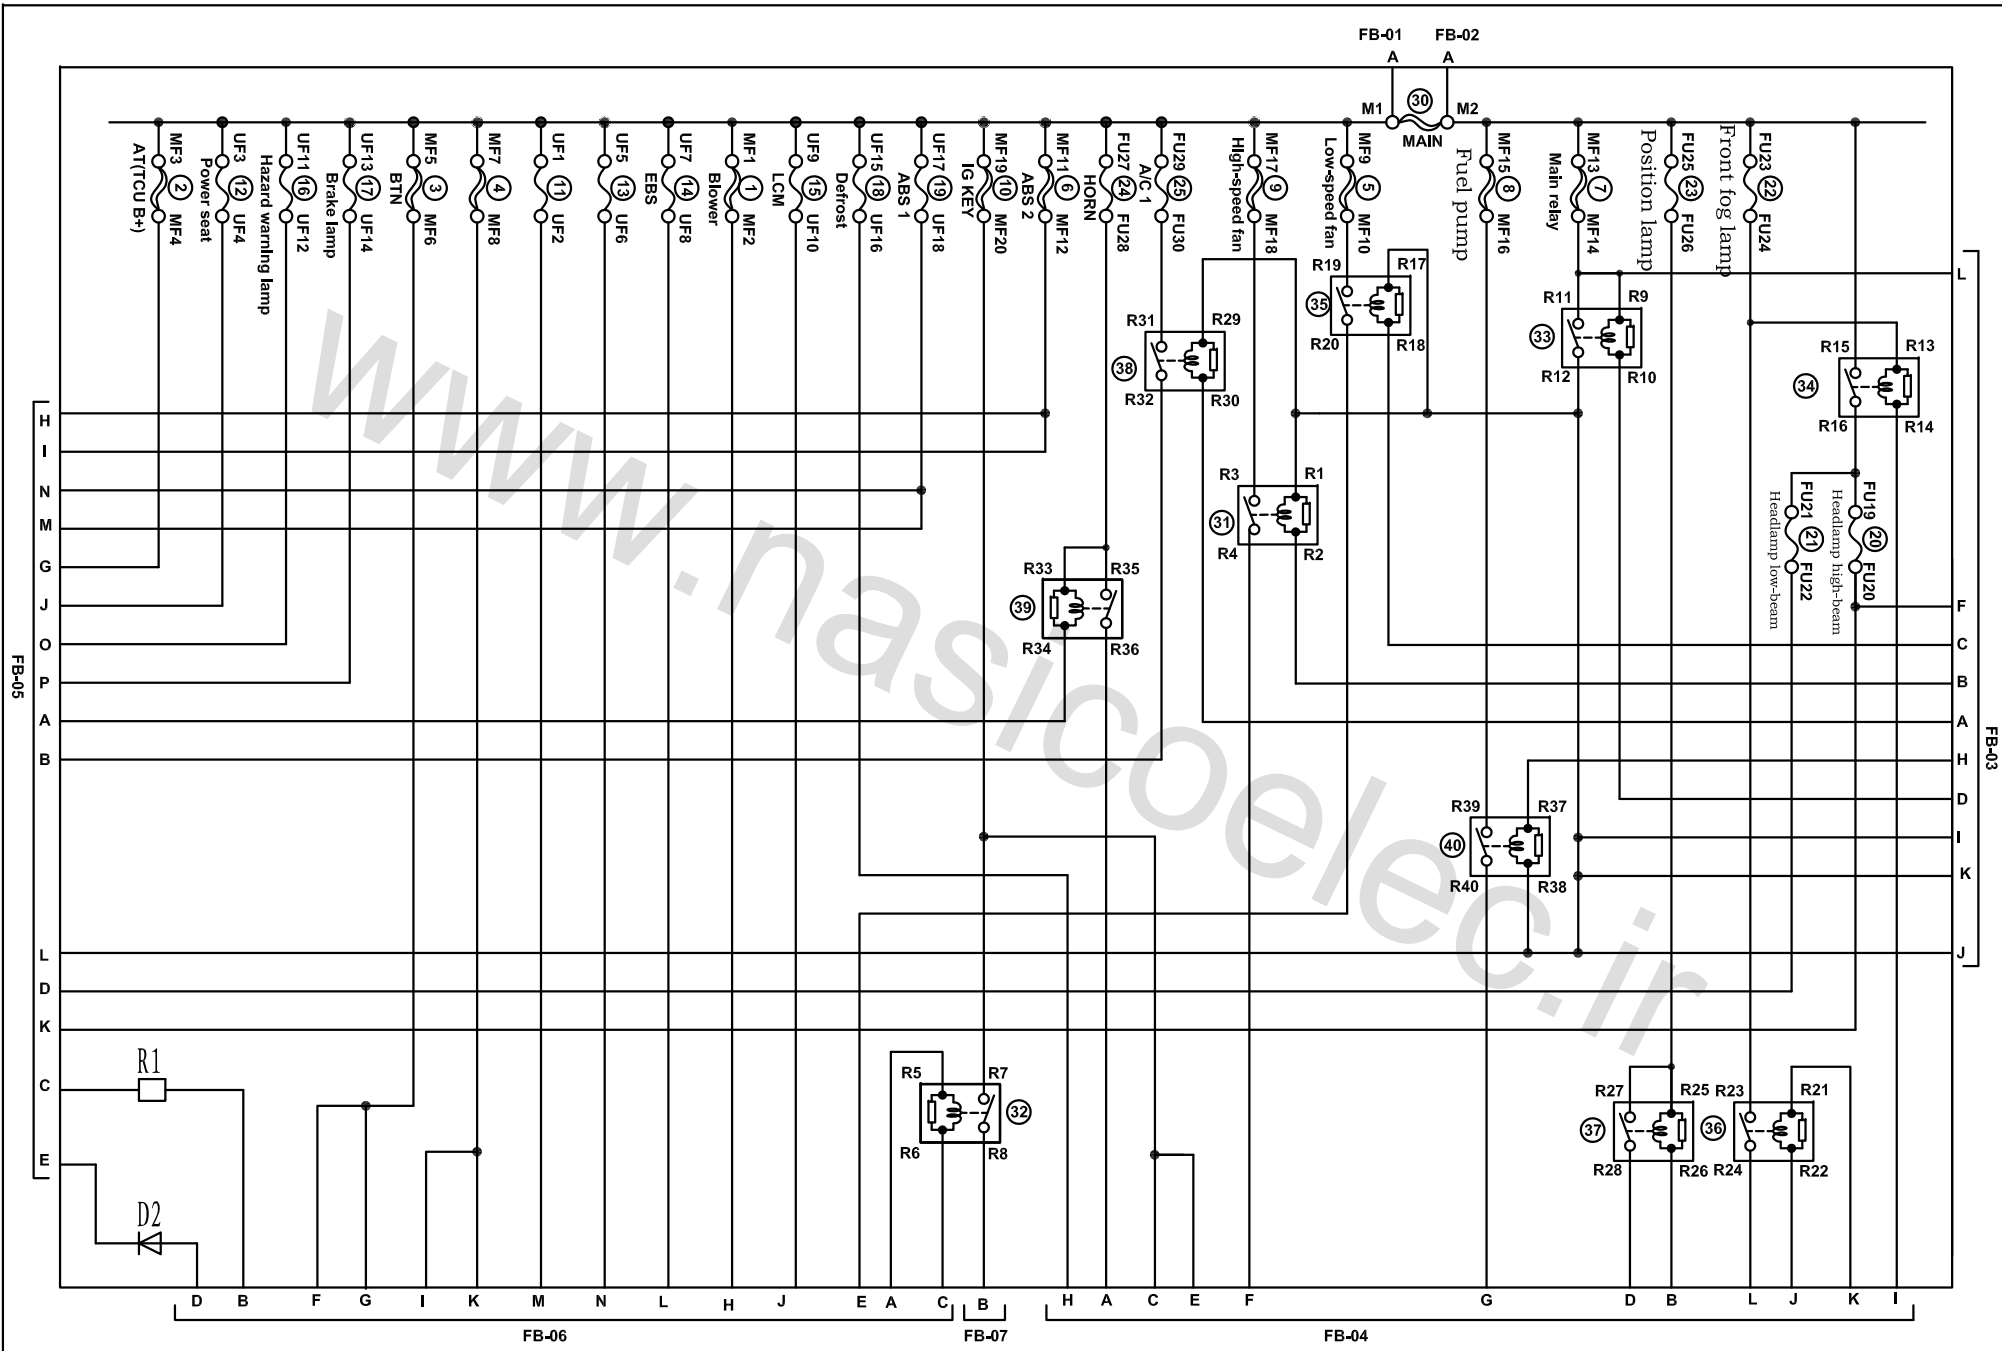 FB-01 FB-02
A A
M1 30 M2
MAIN
MF3 2 MF4
AT(TCU B+)
UF3 12 UF4
Power seat
UF11 16 UF12
Hazard warning lamp
UF13 17 UF14
Brake lamp
MF5 3 MF6
BTN
MF7 4 MF8
UF1 11 UF2
UF5 13 UF6
UF7 14 UF8
EBS
MF1 1 MF2
Blower
UF9 15 UF10
LCM
UF15 18 UF16
Defrost
UF17 19 UF18
ABS 1
MF19 10 MF20
IG KEY
MF11 6 MF12
ABS 2
FU27 24 FU28
HORN
FU29 25 FU30
A/C 1
MF17 9 MF18
High-speed fan
MF9 5 MF10
Low-speed fan
MF15 8 MF16
Fuel pump
MF13 7 MF14
Main relay
FU25 23 FU26
Position lamp
FU23 22 FU24
Front fog lamp
L
R19 R17
35
R20 R18
R11 R9
33
R12 R10
R31 R29
38
R32 R30
R15 R13
34
R16 R14
R3 R1
31
R4 R2
FU21 21 FU22
Headlamp low-beam
FU19 20 FU20
Headlamp high-beam
R33 R35
39
R34 R36
R39 R37
40
R40 R38
H
I
N
M
G
J
O
P
A
B
L
D
K
C
E
FB-05
F
C
B
A
H
D
I
K
J
FB-03
R1
D2
R5 R7
32
R6 R8
R27 R25
37
R28 R26
R23 R21
36
R24 R22
D B F G I K M N L H J E A C B H A C E F G D B L J K I
FB-06 FB-07 FB-04
www.nasicoelec.ir